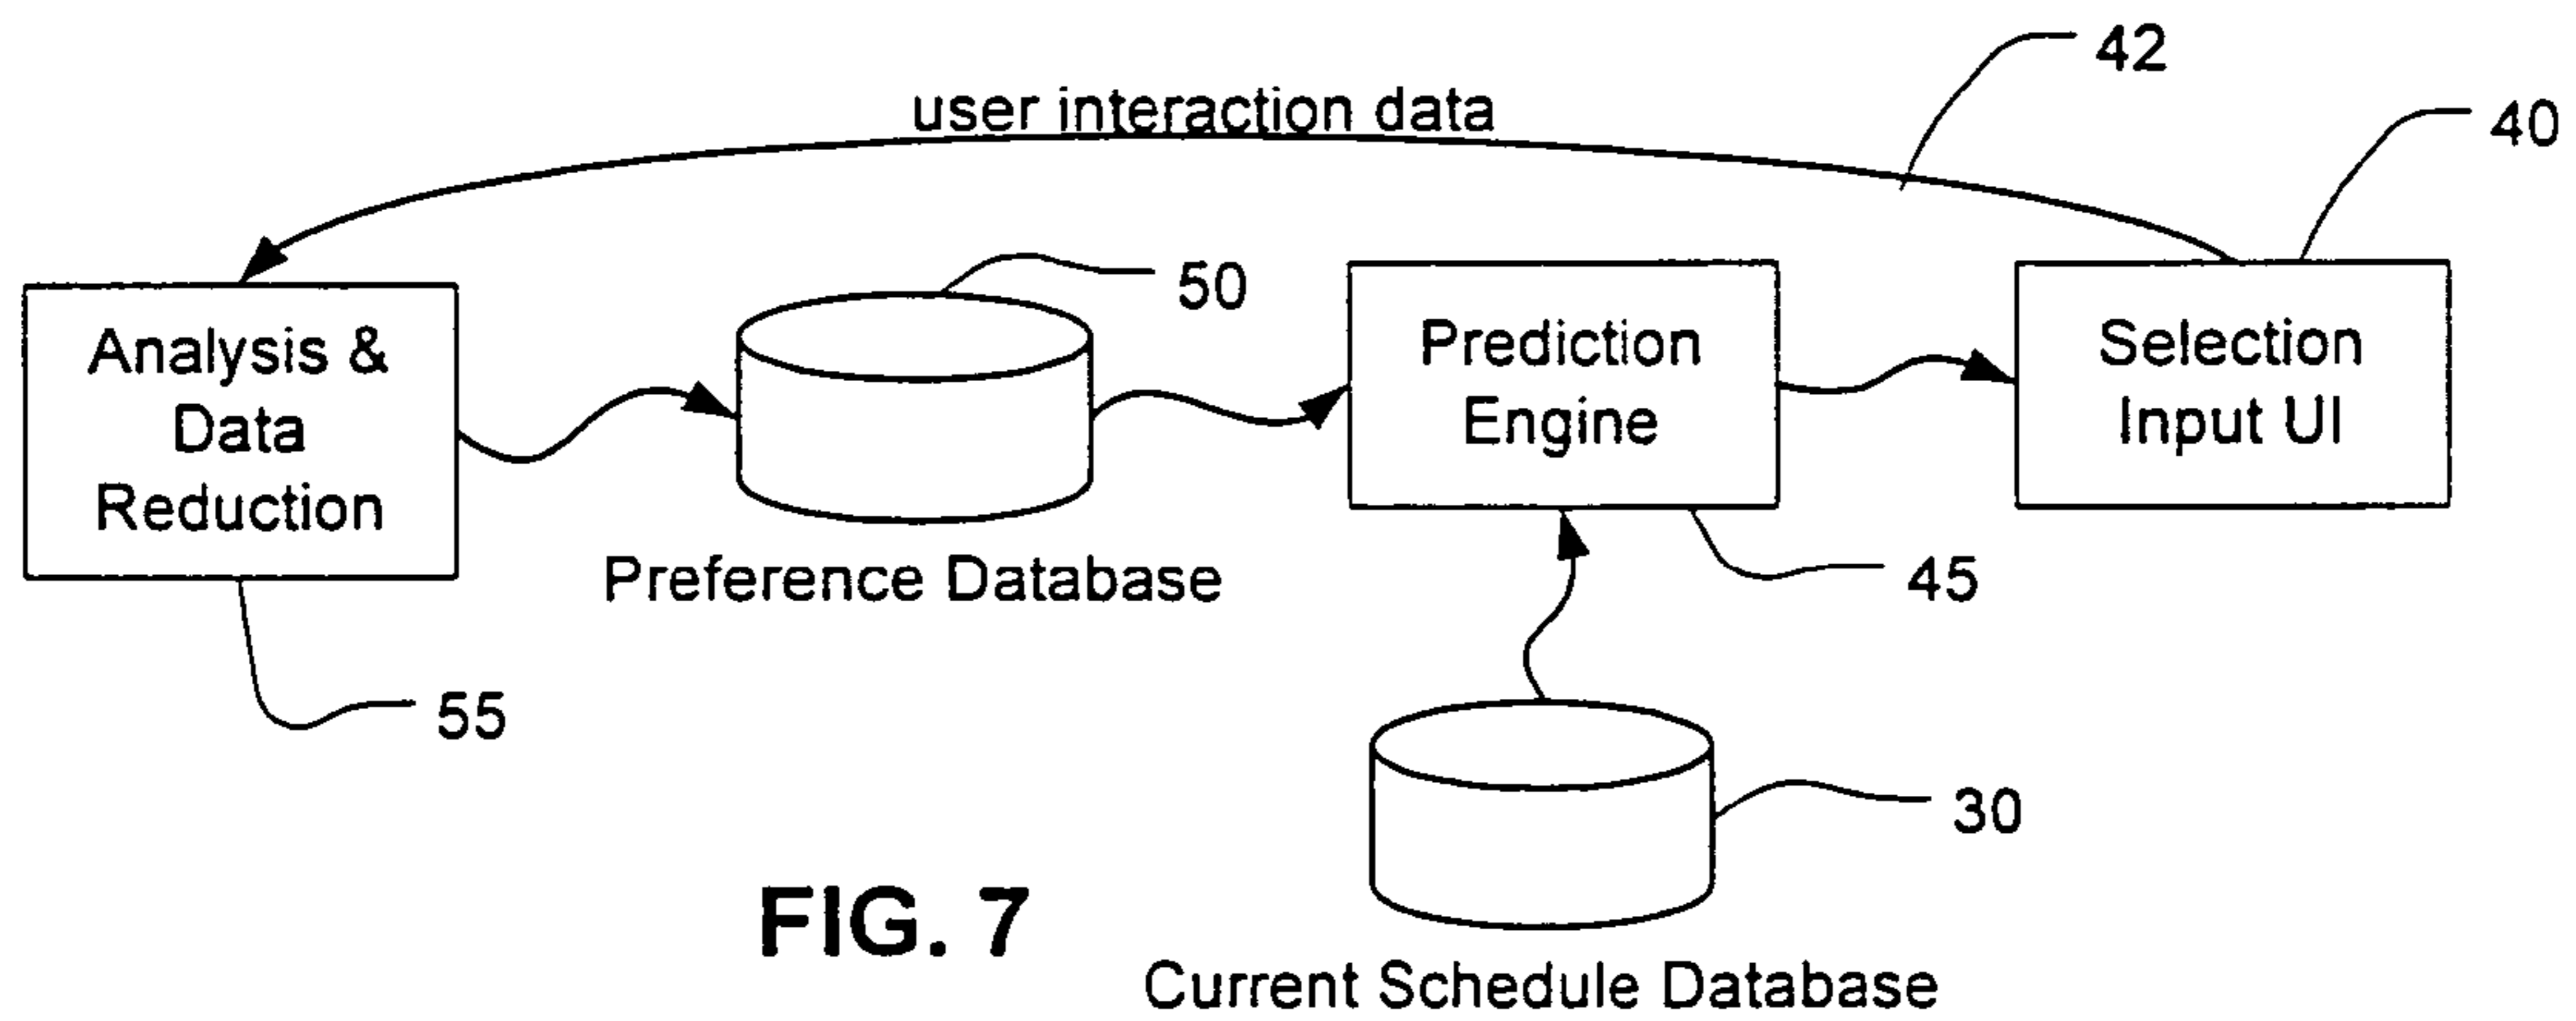 42
user interaction data
40
50
Analysis &
Data
Reduction
Prediction
Engine
Selection
Input UI
Preference Database
45
55
30
FIG. 7
Current Schedule Database